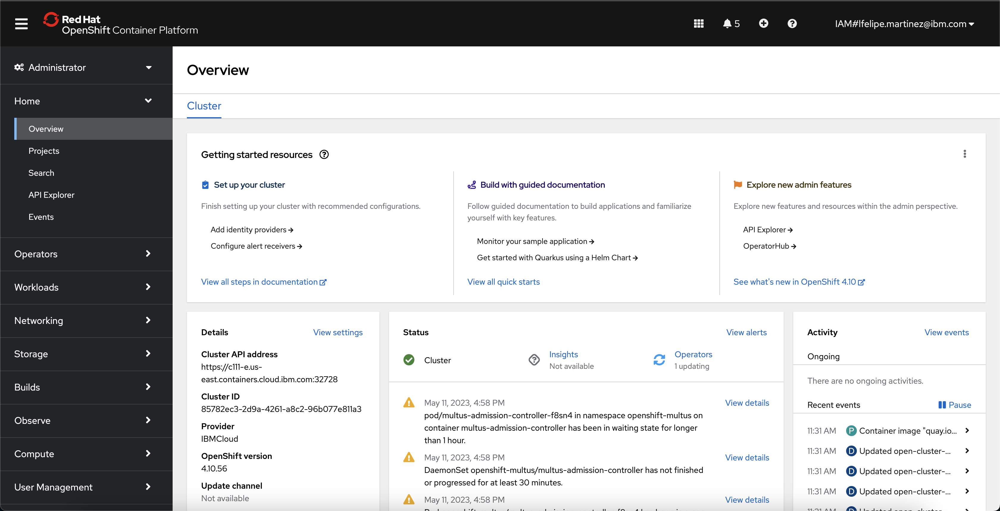 Red Hat
OpenShift Container Platform
5
IAM#lfelipe.martinez@ibm.com
Administrator
Home
Overview
Projects
Search
API Explorer
Events
Operators
Workloads
Networking
Storage
Builds
Observe
Compute
User Management
Overview
Cluster
Getting started resources
Set up your cluster
Finish setting up your cluster with recommended configurations.
Add identity providers
Configure alert receivers
View all steps in documentation
Build with guided documentation
Follow guided documentation to build applications and familiarize
yourself with key features.
Monitor your sample application
Get started with Quarkus using a Helm Chart
View all quick starts
Explore new admin features
Explore new features and resources within the admin perspective.
API Explorer
OperatorHub
See what's new in OpenShift 4.10
Details
View settings
Cluster API address
https://c111-e.us-
east.containers.cloud.ibm.com:32728
Cluster ID
85782ec3-2d9a-4261-a8c2-96b077e811a3
Provider
IBMCloud
OpenShift version
4.10.56
Update channel
Not available
Status
View alerts
Cluster
Insights
Not available
Operators
1 updating
May 11, 2023, 4:58 PM
View details
pod/multus-admission-controller-f8sn4 in namespace openshift-multus on
container multus-admission-controller has been in waiting state for longer
than 1 hour.
May 11, 2023, 4:58 PM
View details
DaemonSet openshift-multus/multus-admission-controller has not finished
or progressed for at least 30 minutes.
May 11, 2023, 4:58 PM
View details
Activity
View events
Ongoing
There are no ongoing activities.
Recent events
Pause
11:31 AM P Container image "quay.io...
11:31 AM D Updated open-cluster-...
11:31 AM D Updated open-cluster-...
11:31 AM D Updated open-cluster-...